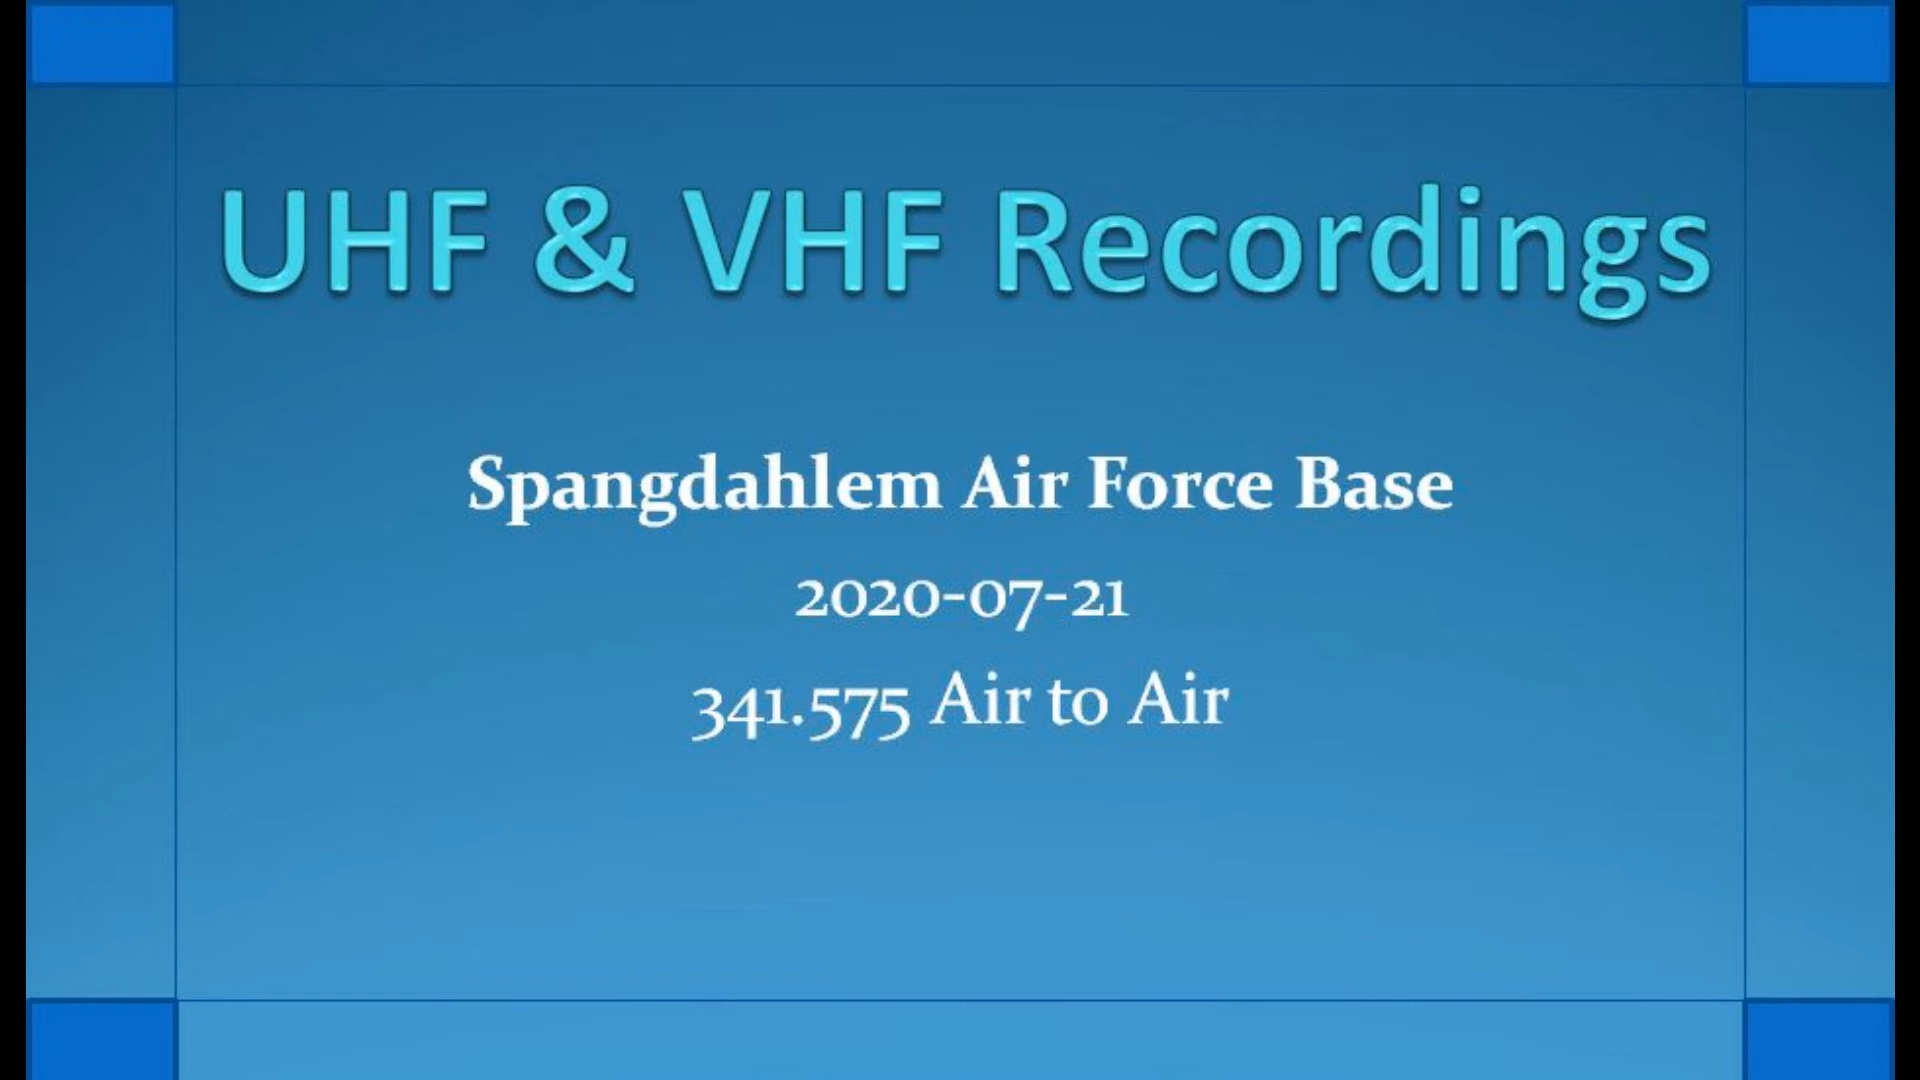 UHF & VHF Recordings
Spangdahlem Air Force Base
2020-07-21
341.575 Air to Air